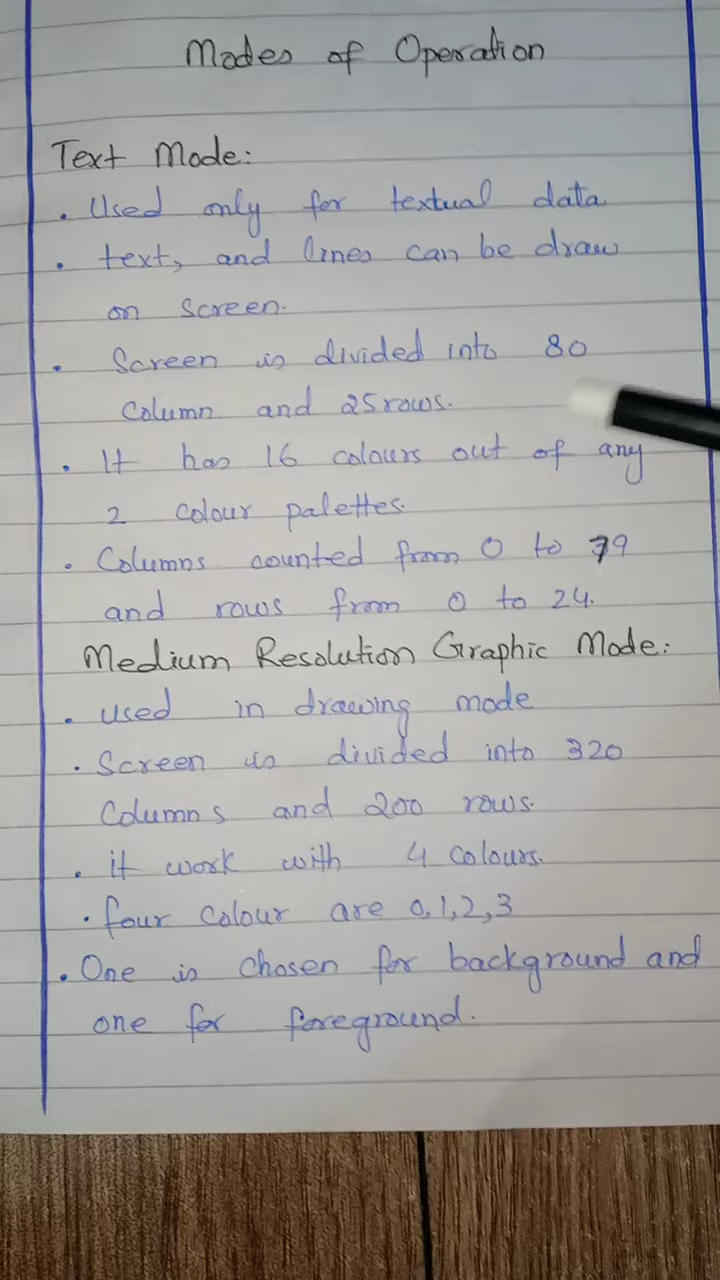 Modes of Operation
Text Mode:
. Used only for textual data
. text, and lines can be draw
on screen.
. Screen is divided into 80
Column and 25 rows.
. It has 16 colours out of any
2 colour palettes.
. Columns counted from 0 to 79
and rows from 0 to 24.
Medium Resolution Graphic Mode:
. used in drawing mode
. Screen is divided into 320
Columns and 200 rows.
. it work with 4 colours.
. four colour are 0,1,2,3
. One is chosen for background and
one for foreground.